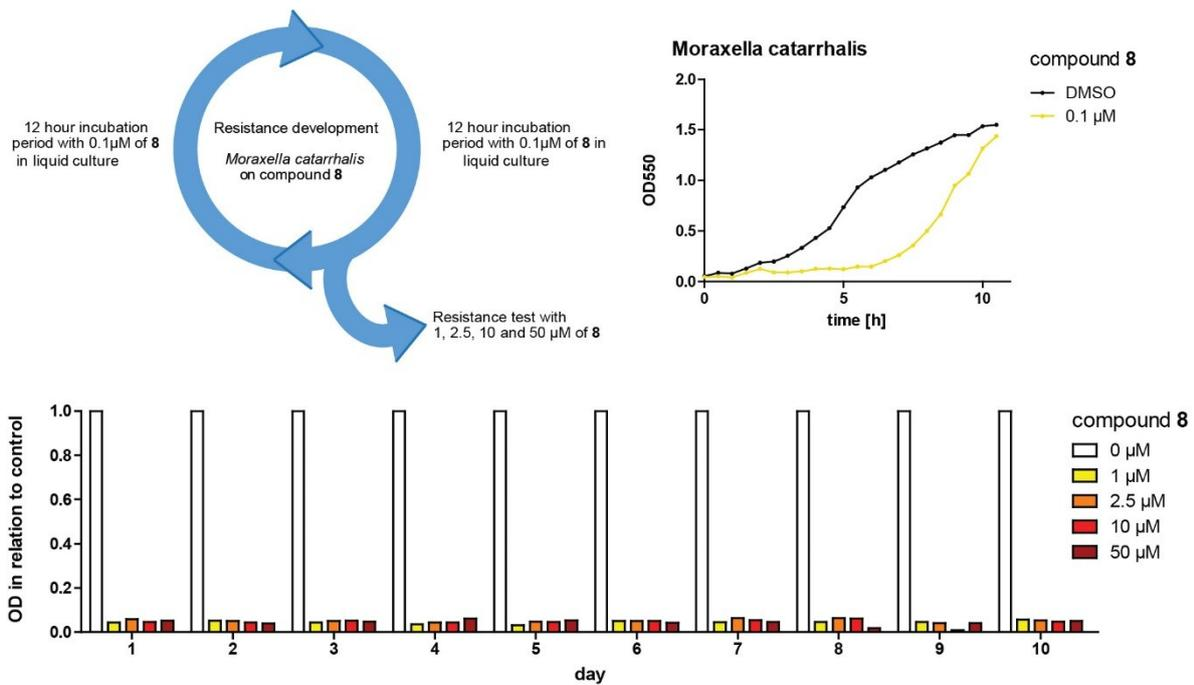 12 hour incubation
period with 0.1µM of 8
in liquid culture
Resistance development
Moraxella catarrhalis
on compound 8
12 hour incubation
period with 0.1µM of 8 in
liquid culture
Resistance test with
1, 2.5, 10 and 50 µM of 8
Moraxella catarrhalis
compound 8
DMSO
0.1 µM
OD550
2.0
1.5
1.0
0.5
0.0
0 5 10
time [h]
OD in relation to control
1.0
0.8
0.6
0.4
0.2
0.0
1 2 3 4 5 6 7 8 9 10
day
compound 8
0 µM
1 µM
2.5 µM
10 µM
50 µM